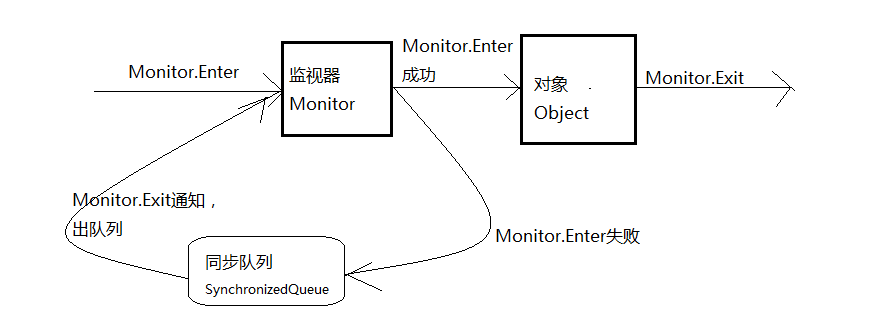 Monitor.Enter
监视器
Monitor
Monitor.Enter
成功
对象
Object
Monitor.Exit
Monitor.Exit通知，
出队列
Monitor.Enter失败
同步队列
SynchronizedQueue